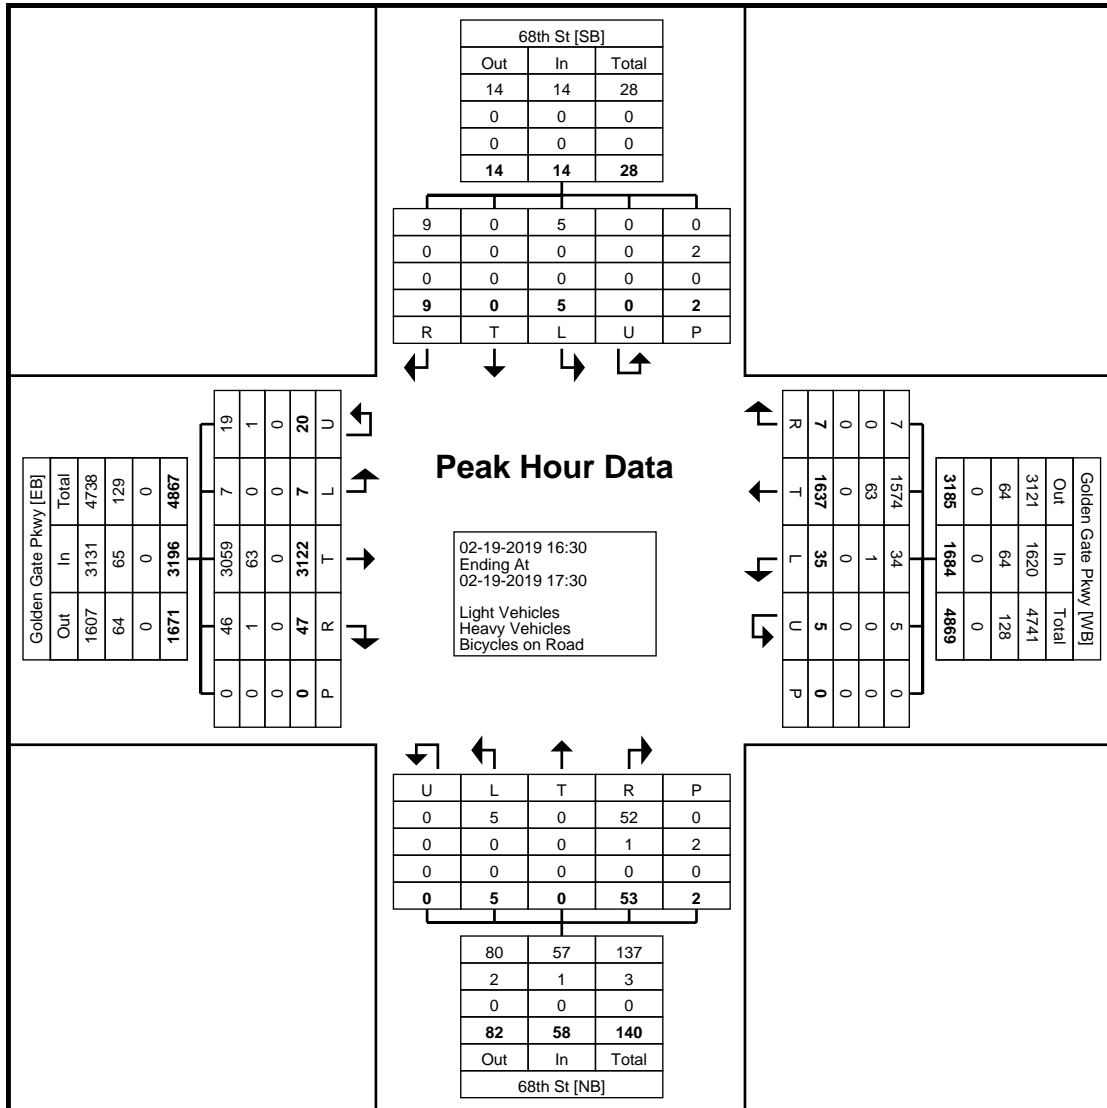 68th St [SB]
Out In Total
14 14 28
0 0 0
0 0 0
14 14 28
9 0 5 0 0
0 0 0 0 2
0 0 0 0 0
9 0 5 0 2
R T L U P
Golden Gate Pkwy [EB]
Total In Out
4738 3131 1607
129 65 64
0 0 0
4867 3196 1671
19 7 3059 46 0
1 0 63 1 0
0 0 0 0 0
20 7 3122 47 0
U L T R P
Peak Hour Data
02-19-2019 16:30
Ending At
02-19-2019 17:30
Light Vehicles
Heavy Vehicles
Bicycles on Road
Golden Gate Pkwy [WB]
Out In Total
3121 1620 4741
64 64 128
0 0 0
3185 1684 4869
7 1574 34 5 0
0 63 1 0 0
0 0 0 0 0
7 1637 35 5 0
R T L U P
U L T R P
0 5 0 52 0
0 0 0 1 2
0 0 0 0 0
0 5 0 53 2
80 57 137
2 1 3
0 0 0
82 58 140
Out In Total
68th St [NB]